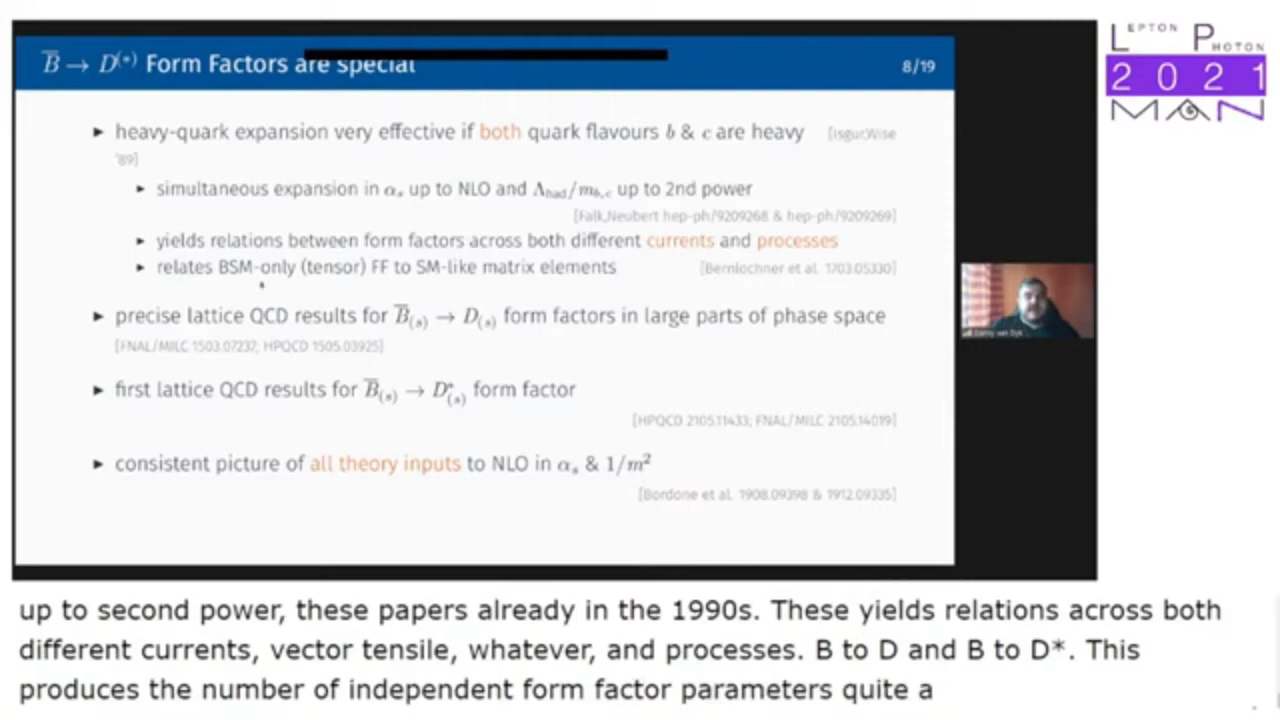 B̅ → D⁽*⁾ Form Factors are special
8/19
LEPTON PHOTON
2021
MAN
▶ heavy-quark expansion very effective if both quark flavours b & c are heavy [Isgur,Wise
'89]
▶ simultaneous expansion in αs up to NLO and Λhad/mb,c up to 2nd power
[Falk,Neubert hep-ph/9209268 & hep-ph/9209269]
▶ yields relations between form factors across both different currents and processes
▶ relates BSM-only (tensor) FF to SM-like matrix elements [Bernlochner et al. 1703.05330]
▶ precise lattice QCD results for B̅(s) → D(s) form factors in large parts of phase space
[FNAL/MILC 1503.07237, HPQCD 1505.03925]
▶ first lattice QCD results for B̅(s) → D*(s) form factor
[HPQCD 2105.11433; FNAL/MILC 2105.14019]
▶ consistent picture of all theory inputs to NLO in αs & 1/m²
[Bordone et al. 1908.09398 & 1912.09335]
Danny van Dyk
up to second power, these papers already in the 1990s. These yields relations across both
different currents, vector tensile, whatever, and processes. B to D and B to D*. This
produces the number of independent form factor parameters quite a